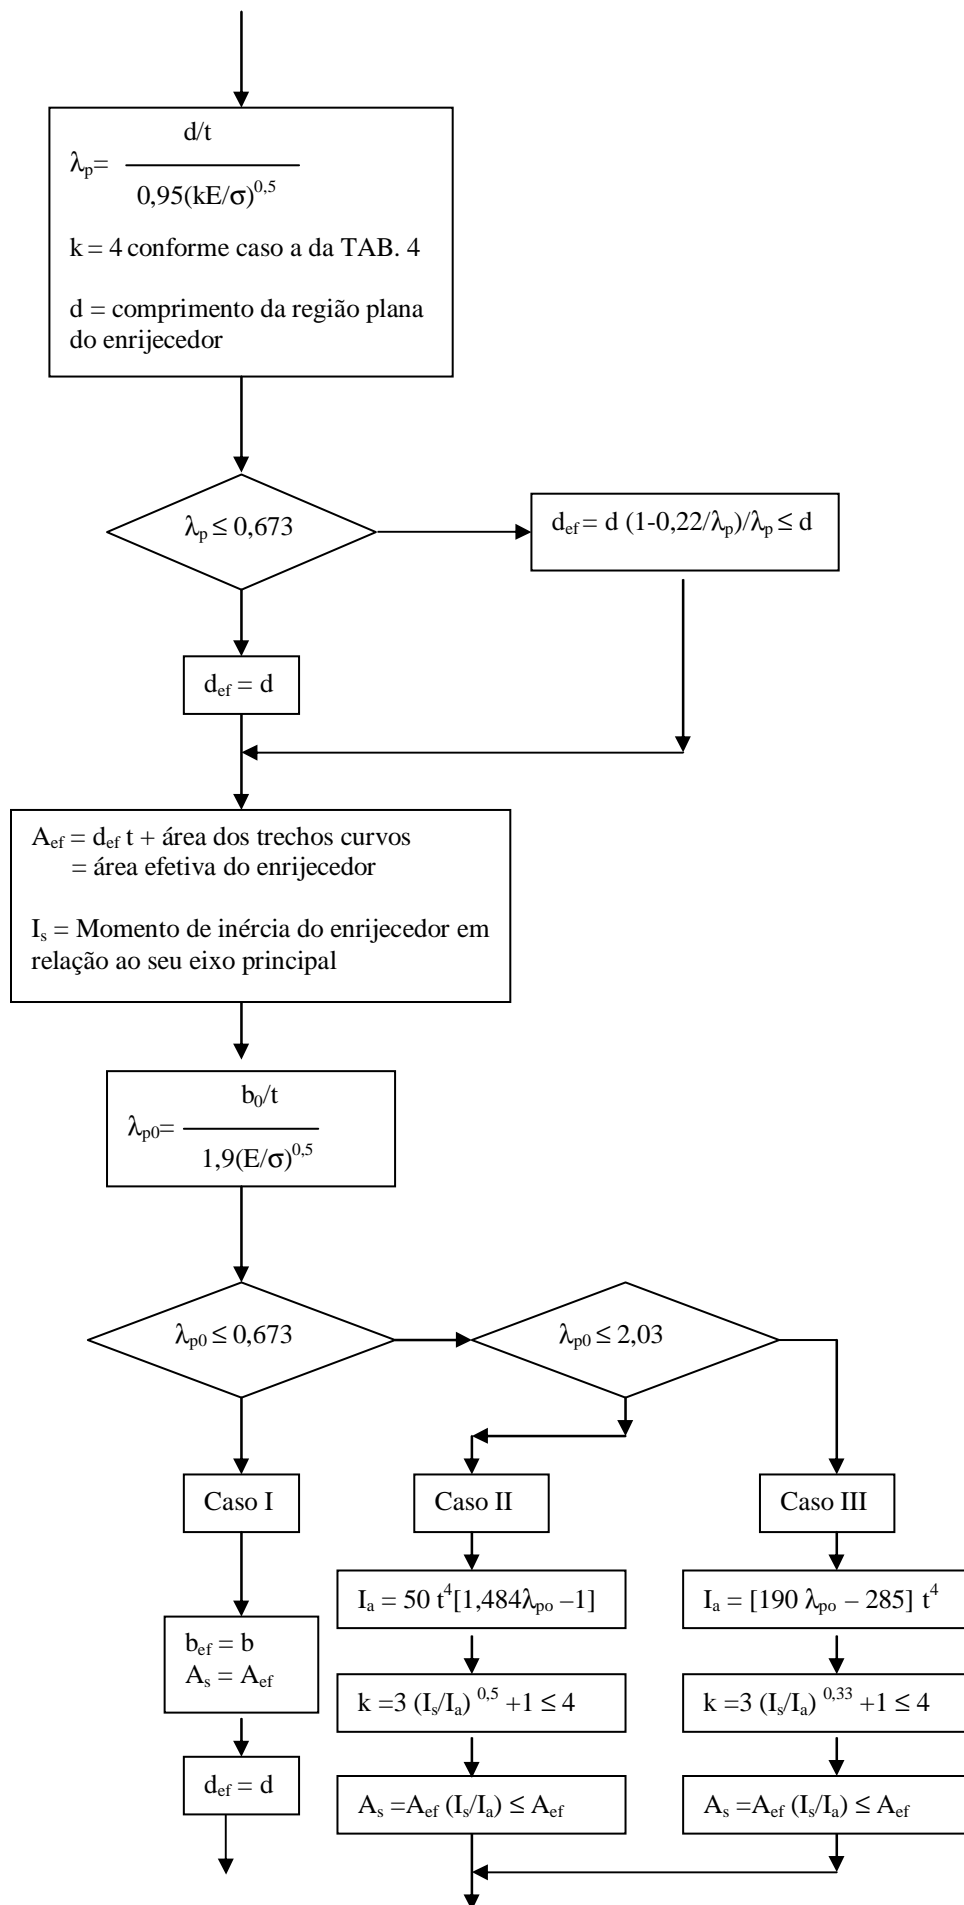 d/t
λp=
0,95(kE/σ)^0,5
k = 4 conforme caso a da TAB. 4
d = comprimento da região plana
do enrijecedor
λp ≤ 0,673
def = d (1-0,22/λp)/λp ≤ d
def = d
Aef = def t + área dos trechos curvos
= área efetiva do enrijecedor
Is = Momento de inércia do enrijecedor em
relação ao seu eixo principal
b0/t
λp0=
1,9(E/σ)^0,5
λp0 ≤ 0,673
λp0 ≤ 2,03
Caso I
Caso II
Caso III
Ia = 50 t^4[1,484λpo –1]
Ia = [190 λpo – 285] t^4
bef = b
As = Aef
k =3 (Is/Ia) ^0,5 +1 ≤ 4
k =3 (Is/Ia) ^0,33 +1 ≤ 4
def = d
As =Aef (Is/Ia) ≤ Aef
As =Aef (Is/Ia) ≤ Aef